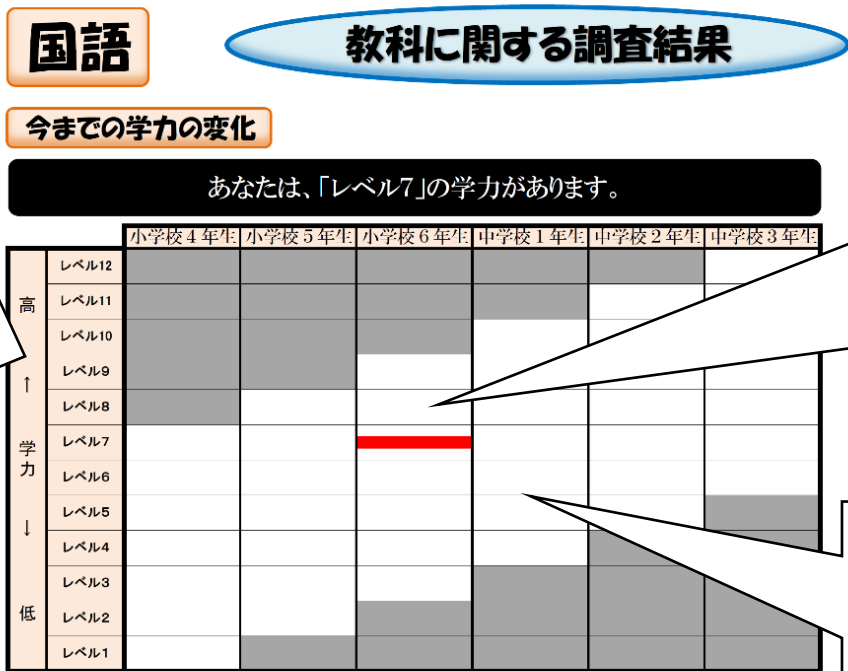 国語
教科に関する調査結果
今までの学力の変化
あなたは、「レベル7」の学力があります。
小学校4年生 小学校5年生 小学校6年生 中学校1年生 中学校2年生 中学校3年生
高
↑
学
力
↓
低
レベル12
レベル11
レベル10
レベル9
レベル8
レベル7
レベル6
レベル5
レベル4
レベル3
レベル2
レベル1